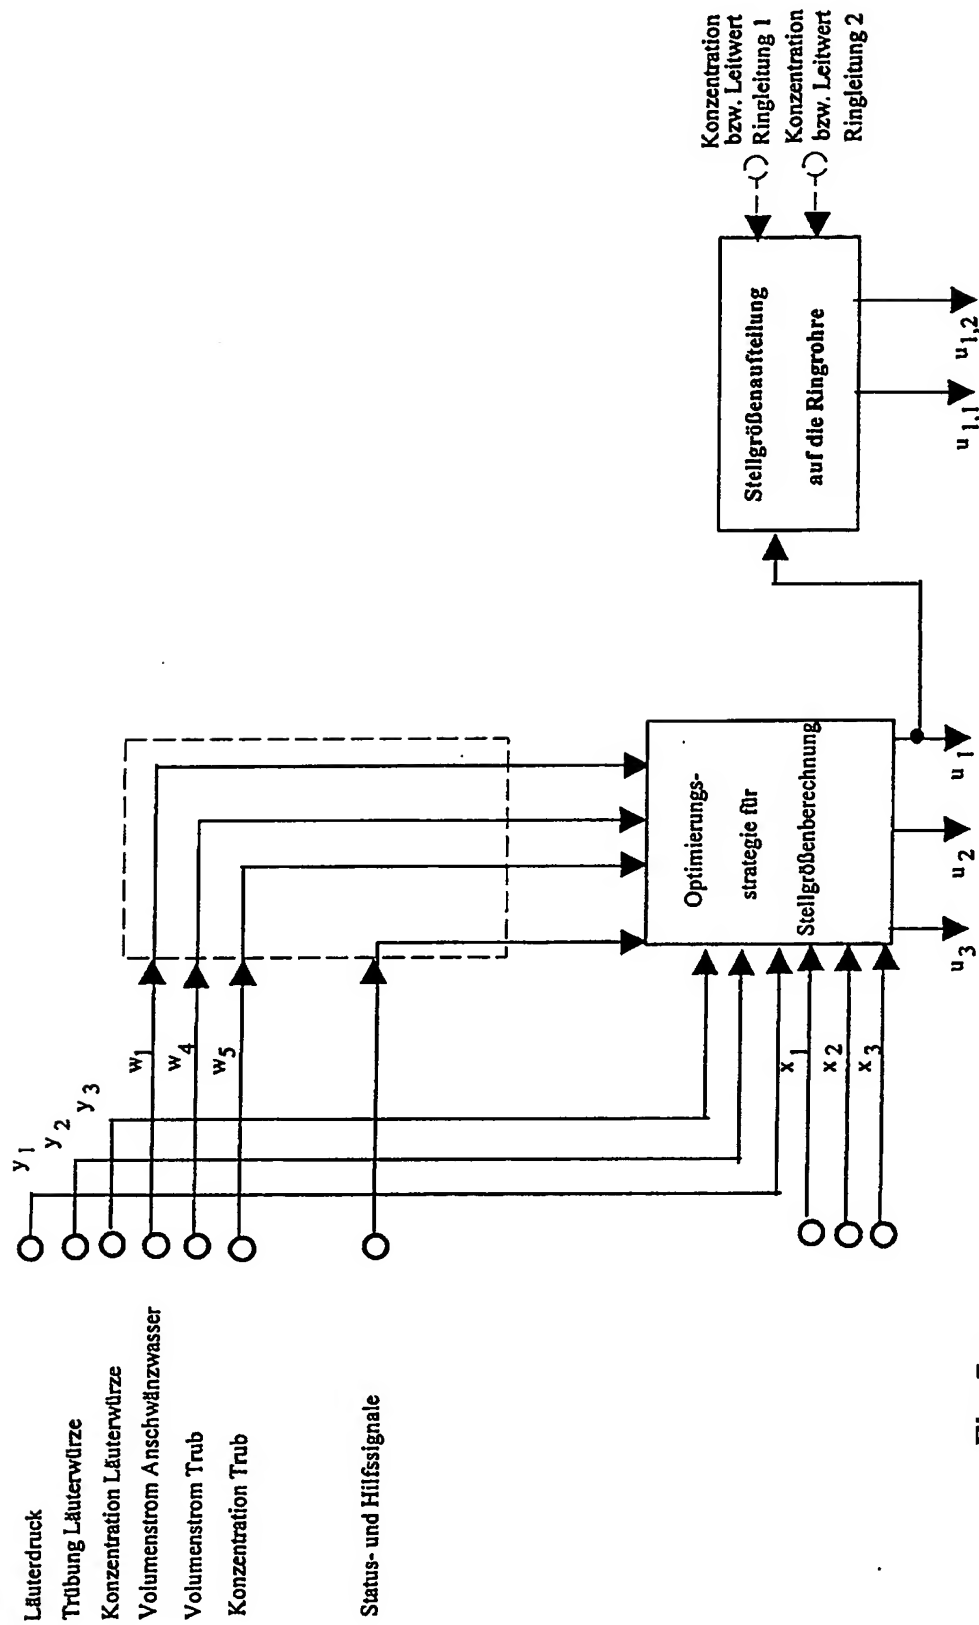 Läuterdruck
Trübung Läuterwürze
Konzentration Läuterwürze
Volumenstrom Anschwänzwasser
Volumenstrom Trub
Konzentration Trub
Status- und Hilfssignale
y1
y2
y3
w1
w4
w5
x1
x2
x3
Optimierungs-
strategie für
Stellgrößenberechnung
u3
u2
u1
Stellgrößenaufteilung
auf die Ringrohre
u1,1
u1,2
Konzentration
bzw. Leitwert
Ringleitung 1
Konzentration
bzw. Leitwert
Ringleitung 2